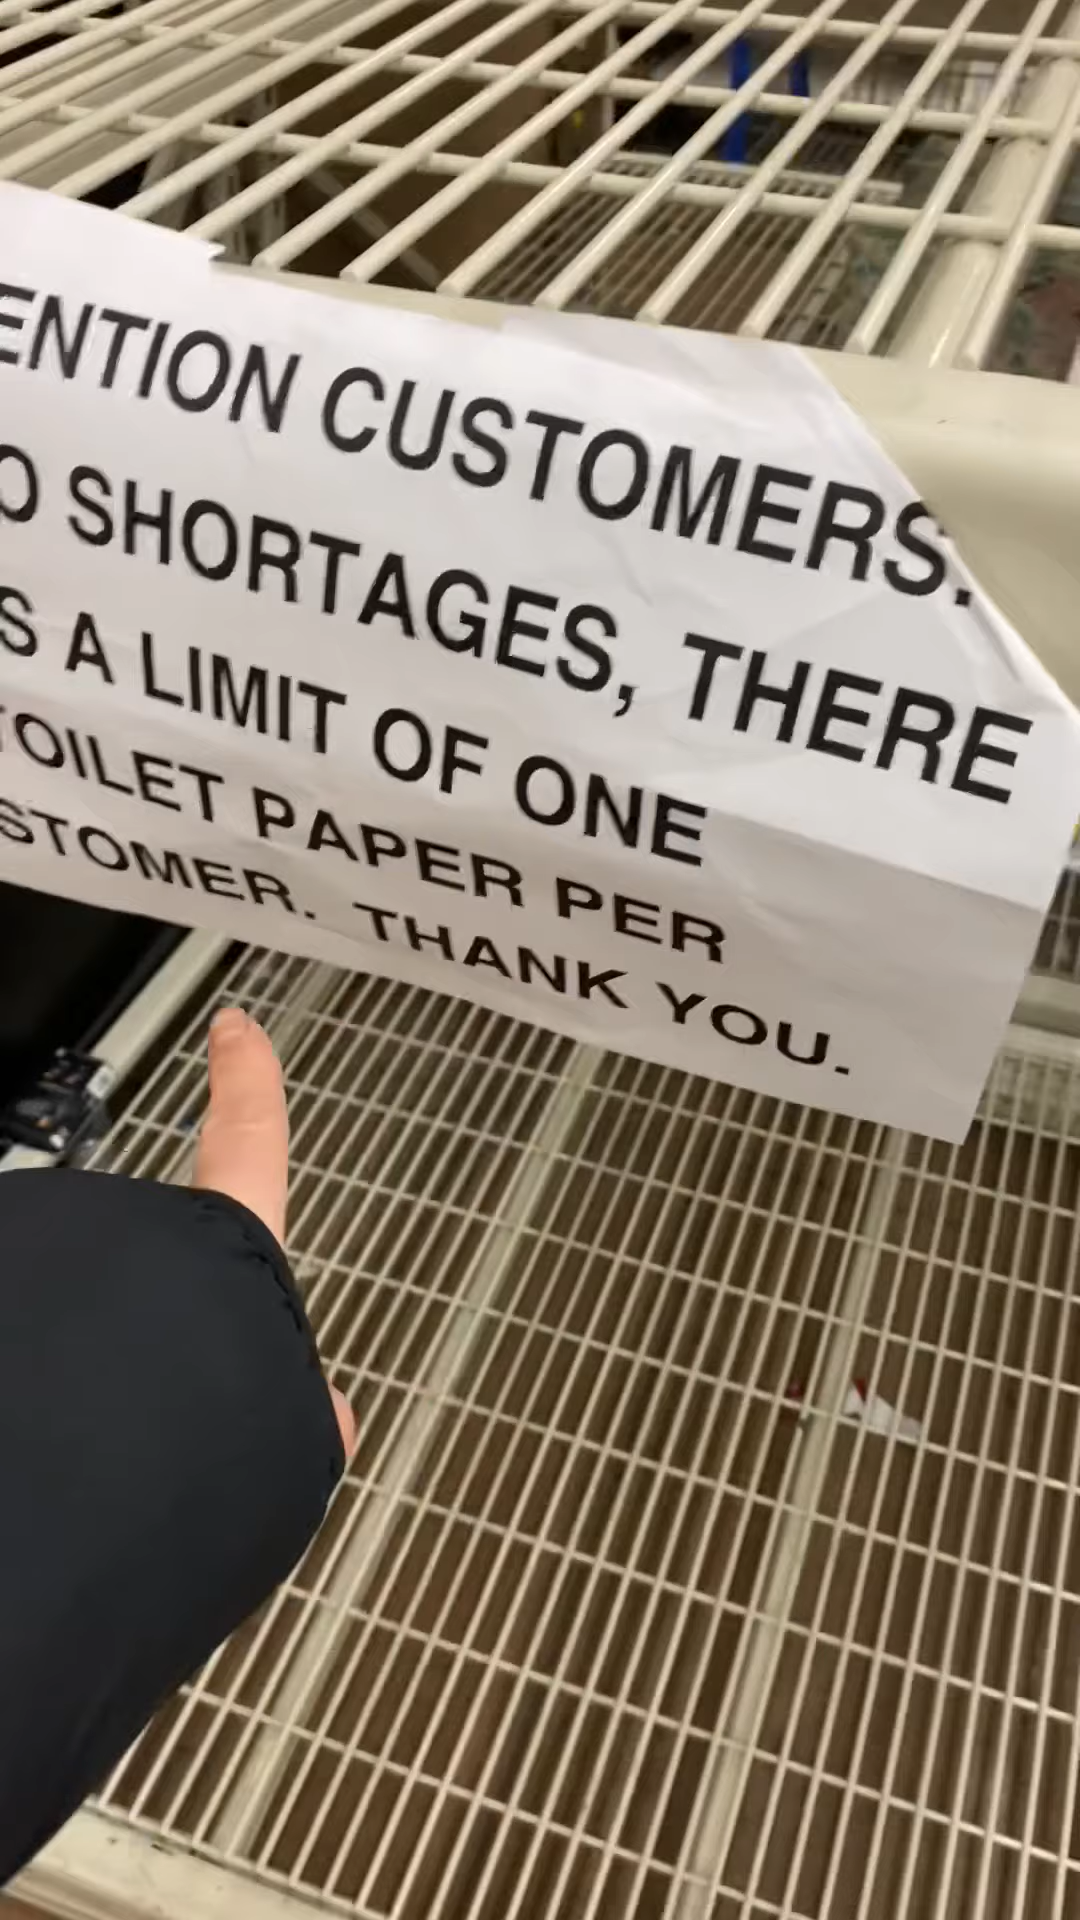 ENTION CUSTOMERS.
O SHORTAGES, THERE
S A LIMIT OF ONE
TOILET PAPER PER
STOMER. THANK YOU.